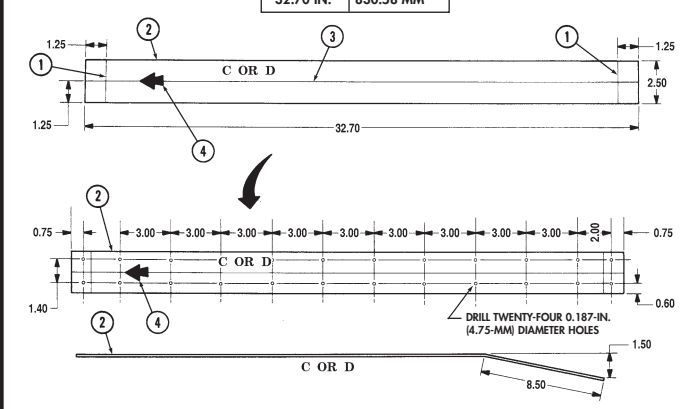 32.70 IN. 830.58 MM
2 3 1 1
1.25 1.25
C OR D
2.50
1.25
32.70
4
2
0.75 3.00 3.00 3.00 3.00 3.00 3.00 3.00 3.00 3.00 2.00 0.75
C OR D
1.40 4 0.60
DRILL TWENTY-FOUR 0.187-IN.
(4.75-MM) DIAMETER HOLES
2
C OR D
1.50
8.50